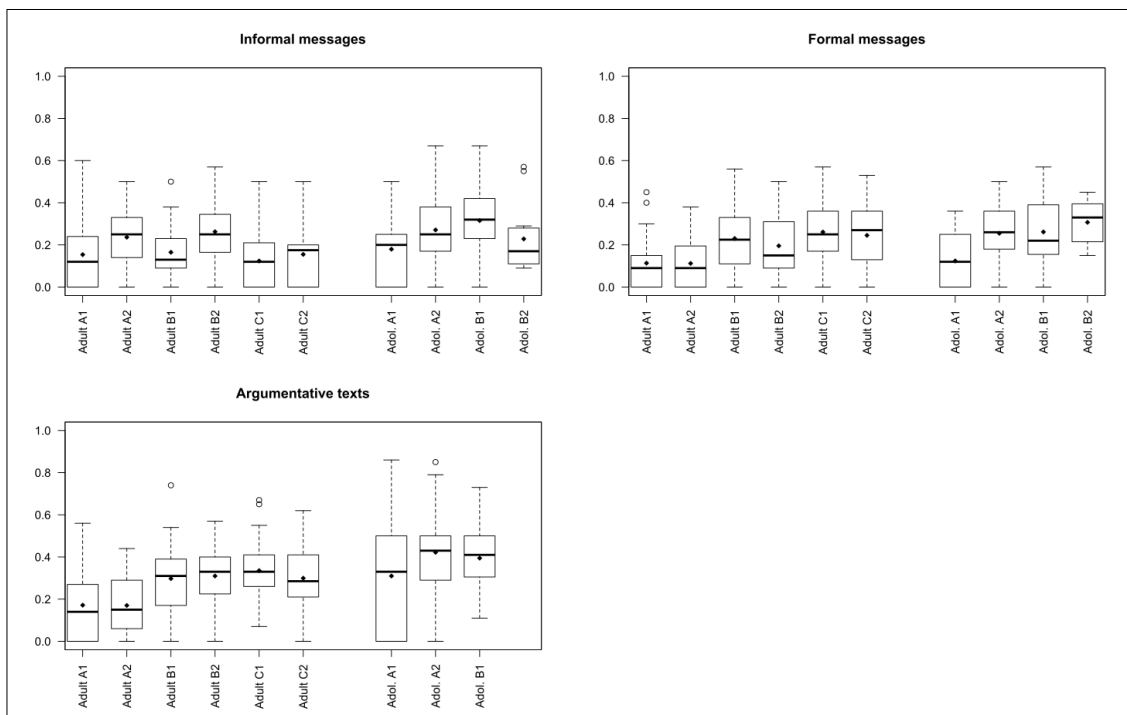 Informal messages
1.0
0.8
0.6
0.4
0.2
0.0
Adult A1
Adult A2
Adult B1
Adult B2
Adult C1
Adult C2
Adol. A1
Adol. A2
Adol. B1
Adol. B2
Formal messages
1.0
0.8
0.6
0.4
0.2
0.0
Adult A1
Adult A2
Adult B1
Adult B2
Adult C1
Adult C2
Adol. A1
Adol. A2
Adol. B1
Adol. B2
Argumentative texts
1.0
0.8
0.6
0.4
0.2
0.0
Adult A1
Adult A2
Adult B1
Adult B2
Adult C1
Adult C2
Adol. A1
Adol. A2
Adol. B1